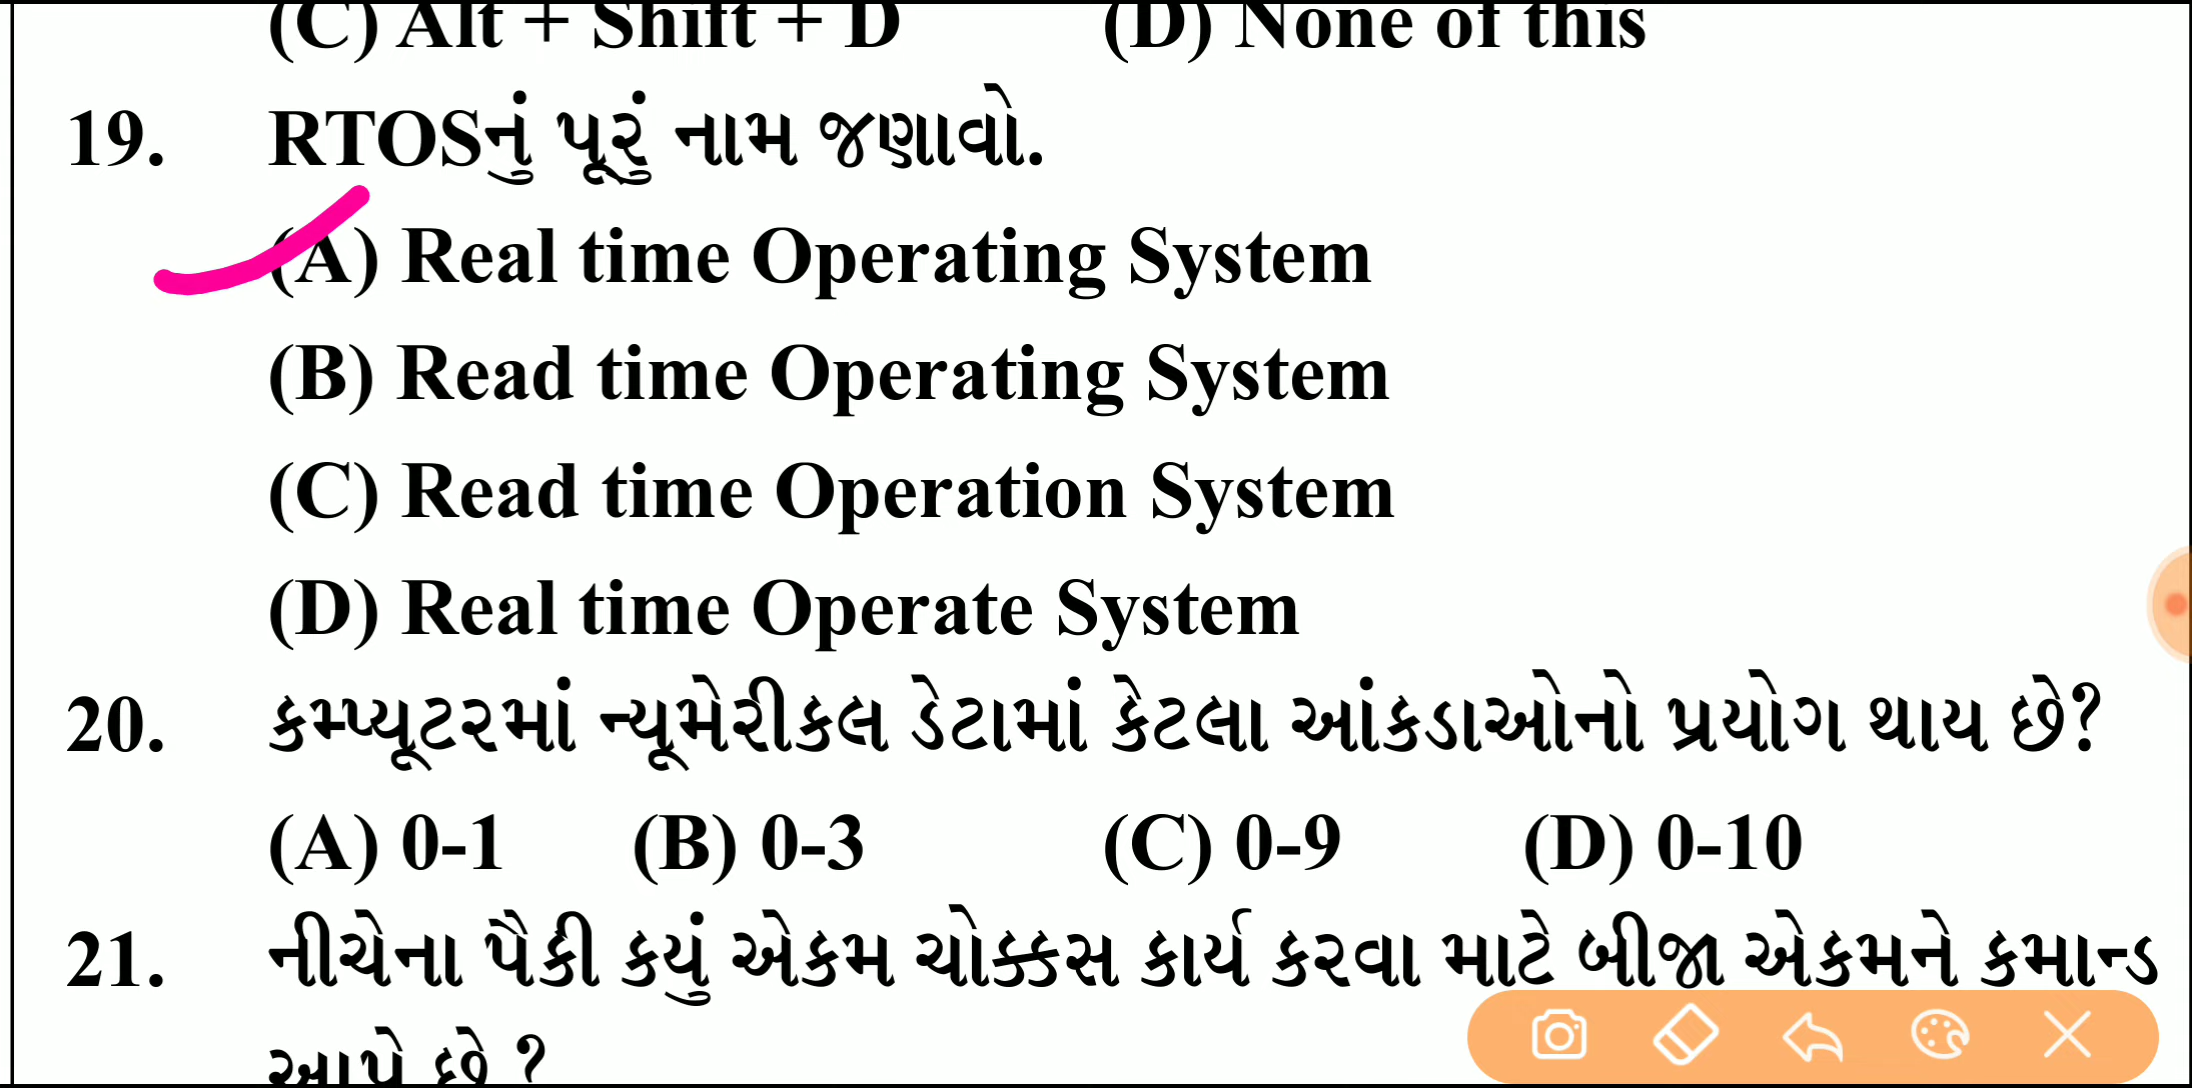 (C) Alt + Shift + D (D) None of this
19. RTOSનું પૂરું નામ જણાવો.
(A) Real time Operating System
(B) Read time Operating System
(C) Read time Operation System
(D) Real time Operate System
20. કમ્પ્યૂટરમાં ન્યૂમેરીકલ ડેટામાં કેટલા આંકડાઓનો પ્રયોગ થાય છે?
(A) 0-1 (B) 0-3 (C) 0-9 (D) 0-10
21. નીચેના પૈકી કયું એકમ ચોક્કસ કાર્ય કરવા માટે બીજા એકમને કમાન્ડ
આપે છે ?